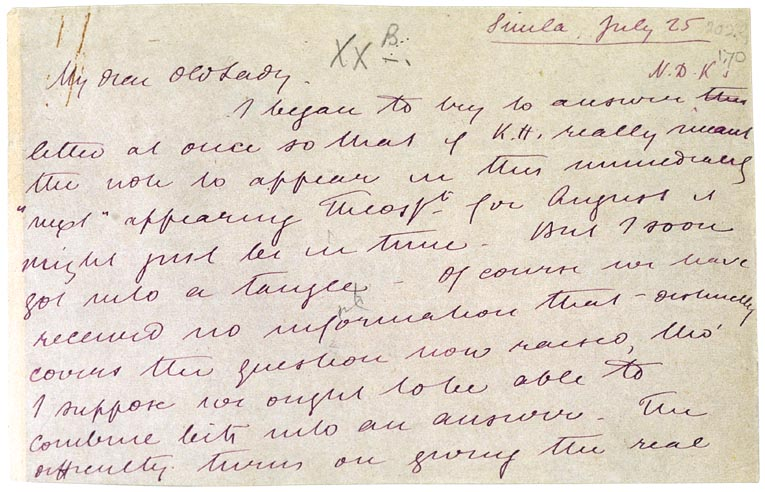 Simla, July 25
XX B.
170
My dear Old Lady.
N.D.K's
I began to try to answer this
letter at once so that if K.H. really meant
the note to appear in this immediately
"next" appearing Theosft. for August it
might just be in time - But I soon
got into a tangle - Of course we have
received no information that - distinctly
covers the question now raised, tho'
I suppose we ought to be able to
combine bits into an answer - The
difficulty turns on giving the real